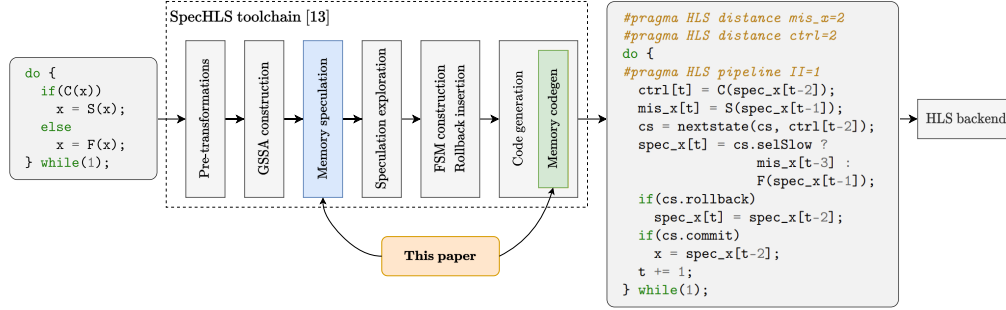 SpecHLS toolchain [13]
do {
if(C(x))
x = S(x);
else
x = F(x);
} while(1);
Pre-transformations
GSSA construction
Memory speculation
Speculation exploration
FSM construction
Rollback insertion
Code generation
Memory codegen
This paper
#pragma HLS distance mis_x=2
#pragma HLS distance ctrl=2
do {
#pragma HLS pipeline II=1
ctrl[t] = C(spec_x[t-2]);
mis_x[t] = S(spec_x[t-1]);
cs = nextstate(cs, ctrl[t-2]);
spec_x[t] = cs.selSlow ?
mis_x[t-3] :
F(spec_x[t-1]);
if(cs.rollback)
spec_x[t] = spec_x[t-2];
if(cs.commit)
x = spec_x[t-2];
t += 1;
} while(1);
HLS backend